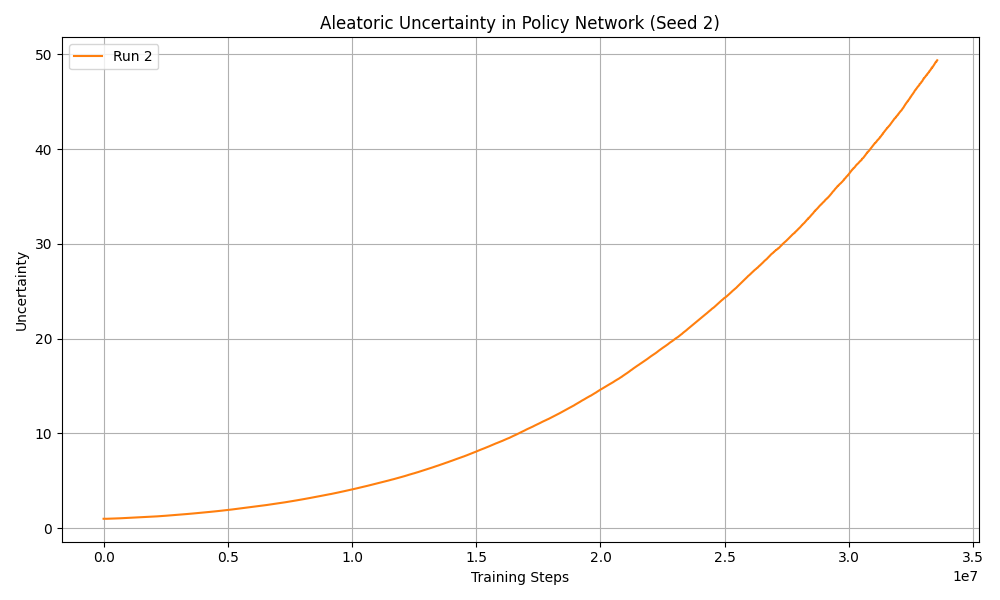 Aleatoric Uncertainty in Policy Network (Seed 2)
Run 2
Uncertainty
50
40
30
20
10
0
0.0 0.5 1.0 1.5 2.0 2.5 3.0 3.5
1e7
Training Steps